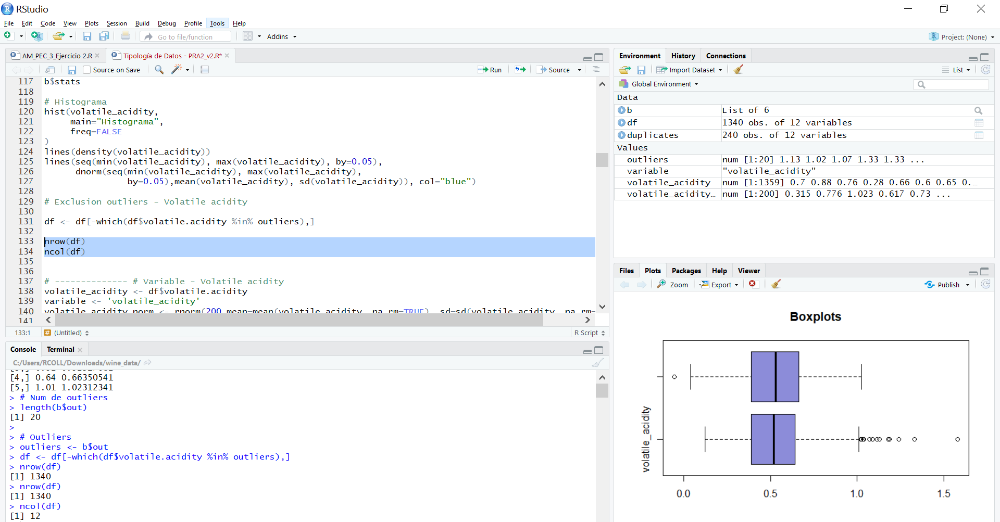 RStudio
File Edit Code View Plots Session Build Debug Profile Tools Help
Go to file/function Addins Project: (None)
AM_PEC_3_Ejercicio 2.R Tipología de Datos - PRA2_v2.R*
Source on Save Run Source
117 b$stats
118
119 # Histograma
120 hist(volatile_acidity,
121 main="Histograma",
122 freq=FALSE
123 )
124 lines(density(volatile_acidity))
125 lines(seq(min(volatile_acidity), max(volatile_acidity), by=0.05),
126 dnorm(seq(min(volatile_acidity), max(volatile_acidity),
127 by=0.05),mean(volatile_acidity), sd(volatile_acidity)), col="blue")
128
129 # Exclusion outliers - Volatile acidity
130
131 df <- df[-which(df$volatile.acidity %in% outliers),]
132
133 nrow(df)
134 ncol(df)
135
136
137 # -------------- # Variable - Volatile acidity
138 volatile_acidity <- df$volatile.acidity
139 variable <- 'volatile_acidity'
140 volatile_acidity_norm <- rnorm(200,mean=mean(volatile_acidity, na.rm=TRUE), sd=sd(volatile_acidity, na.rm=
141
133:1 # (Untitled) R Script
Console Terminal
C:/Users/RCOLL/Downloads/wine_data/
[4,] 0.64 0.66350541
[5,] 1.01 1.02312341
> # Num de outliers
> length(b$out)
[1] 20
>
> # Outliers
> outliers <- b$out
> df <- df[-which(df$volatile.acidity %in% outliers),]
> nrow(df)
[1] 1340
> nrow(df)
[1] 1340
> ncol(df)
[1] 12
Environment History Connections
Import Dataset List
Global Environment
Data
b List of 6
df 1340 obs. of 12 variables
duplicates 240 obs. of 12 variables
Values
outliers num [1:20] 1.13 1.02 1.07 1.33 1.33 ...
variable "volatile_acidity"
volatile_acidity num [1:1359] 0.7 0.88 0.76 0.28 0.66 0.6 0.65 0.…
volatile_acidity… num [1:200] 0.315 0.776 1.023 0.617 0.73 ...
Files Plots Packages Help Viewer
Zoom Export Publish
Boxplots
volatile_acidity
0.0 0.5 1.0 1.5